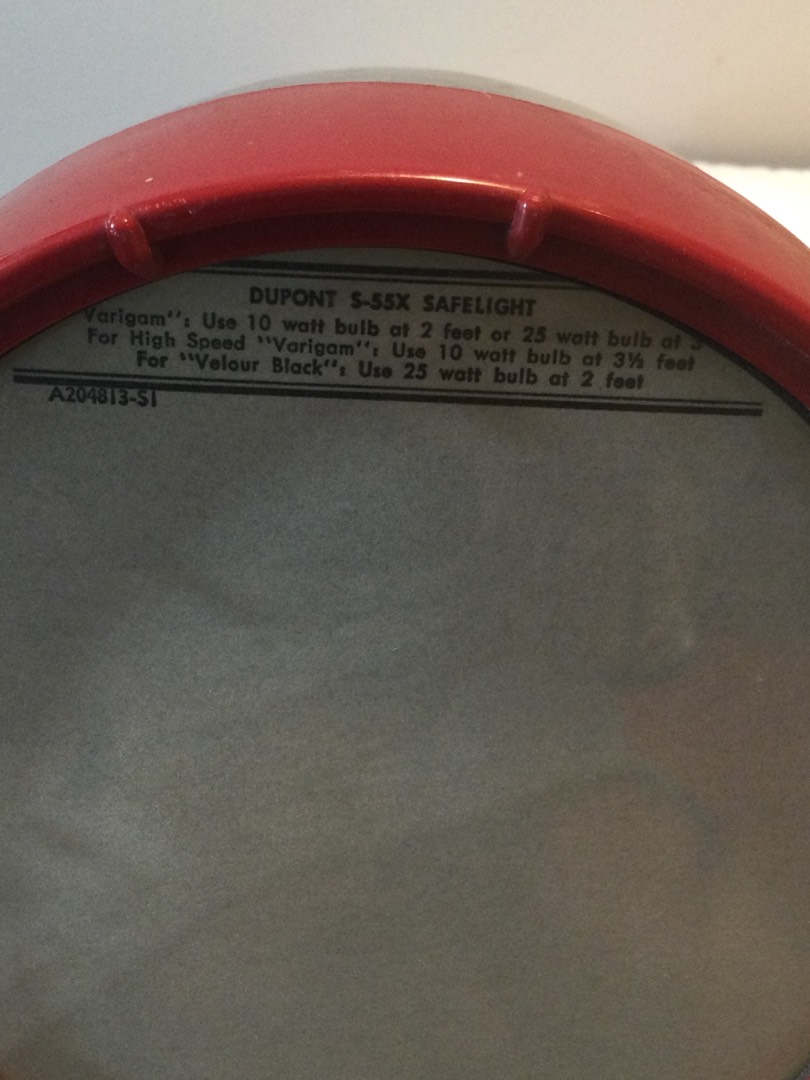 DUPONT S-55X SAFELIGHT
Varigam": Use 10 watt bulb at 2 feet or 25 watt bulb at
For High Speed "Varigam": Use 10 watt bulb at 3½ feet
For "Velour Black": Use 25 watt bulb at 2 feet
A204813-S1